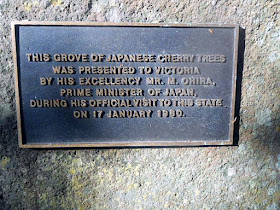 THIS GROVE OF JAPANESE CHERRY TREES
WAS PRESENTED TO VICTORIA
BY HIS EXCELLENCY MR. M. OHIRA,
PRIME MINISTER OF JAPAN,
DURING HIS OFFICIAL VISIT TO THIS STATE
ON 17 JANUARY 1980.